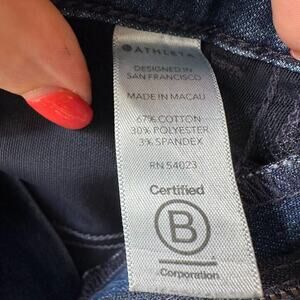 ATHLETA
DESIGNED IN
SAN FRANCISCO
MADE IN MACAU
67% COTTON
30% POLYESTER
3% SPANDEX
RN 54023
Certified
B
Corporation